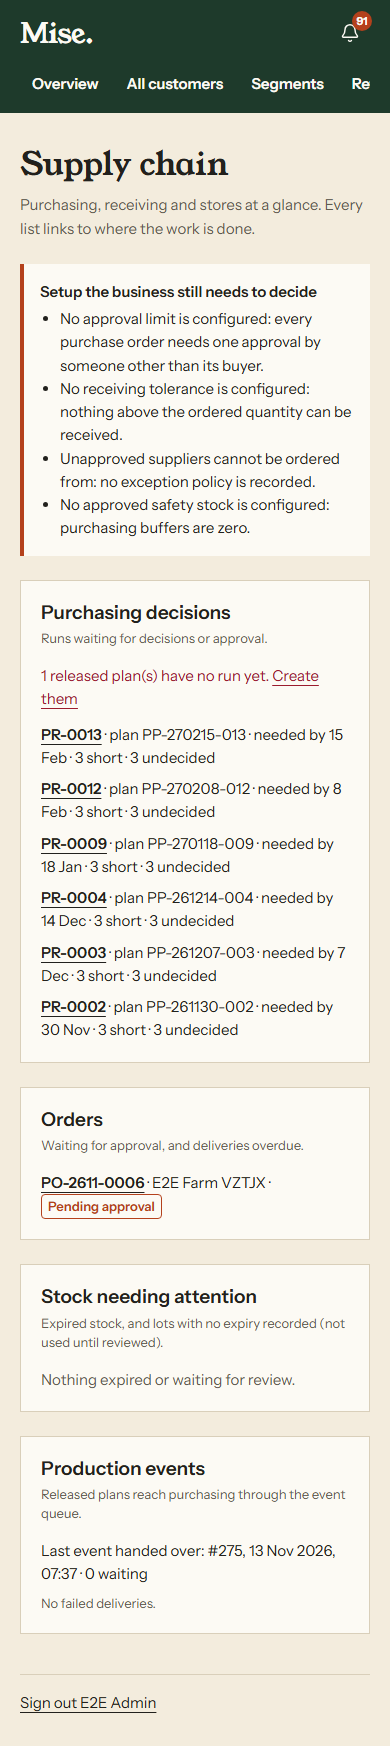 Mise.
91
Overview All customers Segments Re
Supply chain
Purchasing, receiving and stores at a glance. Every
list links to where the work is done.
Setup the business still needs to decide
• No approval limit is configured: every
purchase order needs one approval by
someone other than its buyer.
• No receiving tolerance is configured:
nothing above the ordered quantity can be
received.
• Unapproved suppliers cannot be ordered
from: no exception policy is recorded.
• No approved safety stock is configured:
purchasing buffers are zero.
Purchasing decisions
Runs waiting for decisions or approval.
1 released plan(s) have no run yet. Create
them
PR-0013 · plan PP-270215-013 · needed by 15
Feb · 3 short · 3 undecided
PR-0012 · plan PP-270208-012 · needed by 8
Feb · 3 short · 3 undecided
PR-0009 · plan PP-270118-009 · needed by
18 Jan · 3 short · 3 undecided
PR-0004 · plan PP-261214-004 · needed by
14 Dec · 3 short · 3 undecided
PR-0003 · plan PP-261207-003 · needed by 7
Dec · 3 short · 3 undecided
PR-0002 · plan PP-261130-002 · needed by
30 Nov · 3 short · 3 undecided
Orders
Waiting for approval, and deliveries overdue.
PO-2611-0006 · E2E Farm VZTJX ·
Pending approval
Stock needing attention
Expired stock, and lots with no expiry recorded (not
used until reviewed).
Nothing expired or waiting for review.
Production events
Released plans reach purchasing through the event
queue.
Last event handed over: #275, 13 Nov 2026,
07:37 · 0 waiting
No failed deliveries.
Sign out E2E Admin